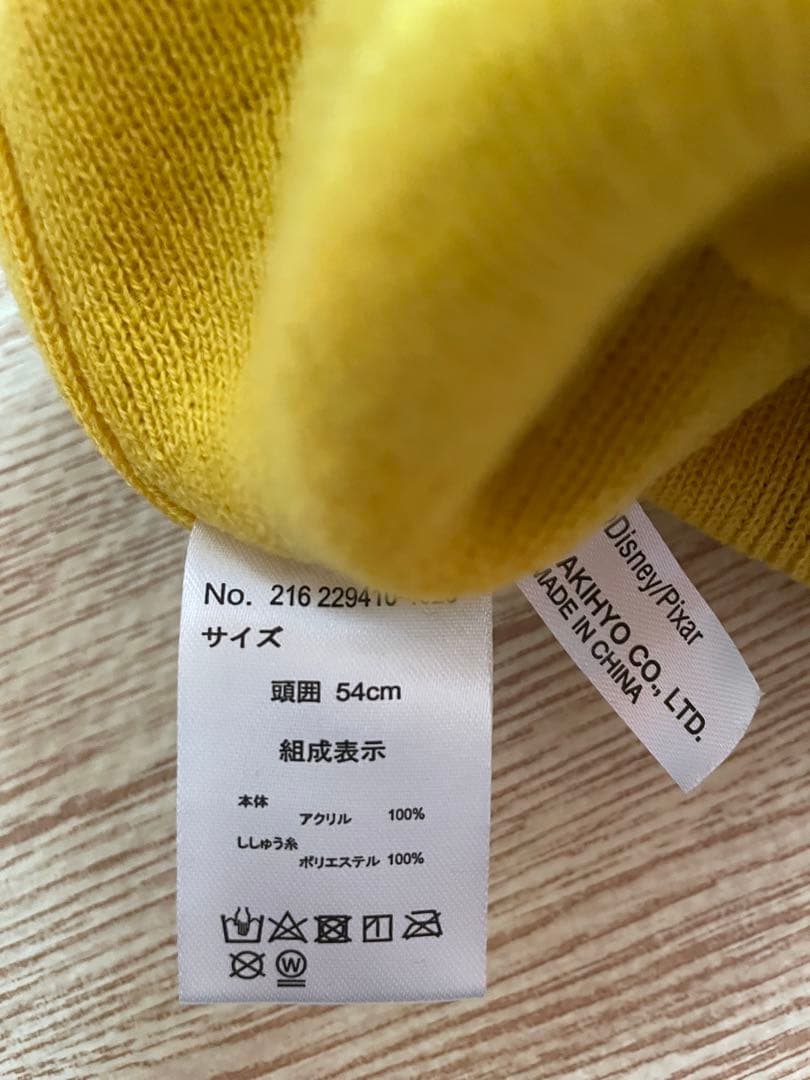 No. 216 229410
サイズ
頭囲 54cm
組成表示
本体
アクリル 100%
ししゅう糸
ポリエステル 100%
W
Disney/Pixar
AKIHYO CO., LTD.
MADE IN CHINA